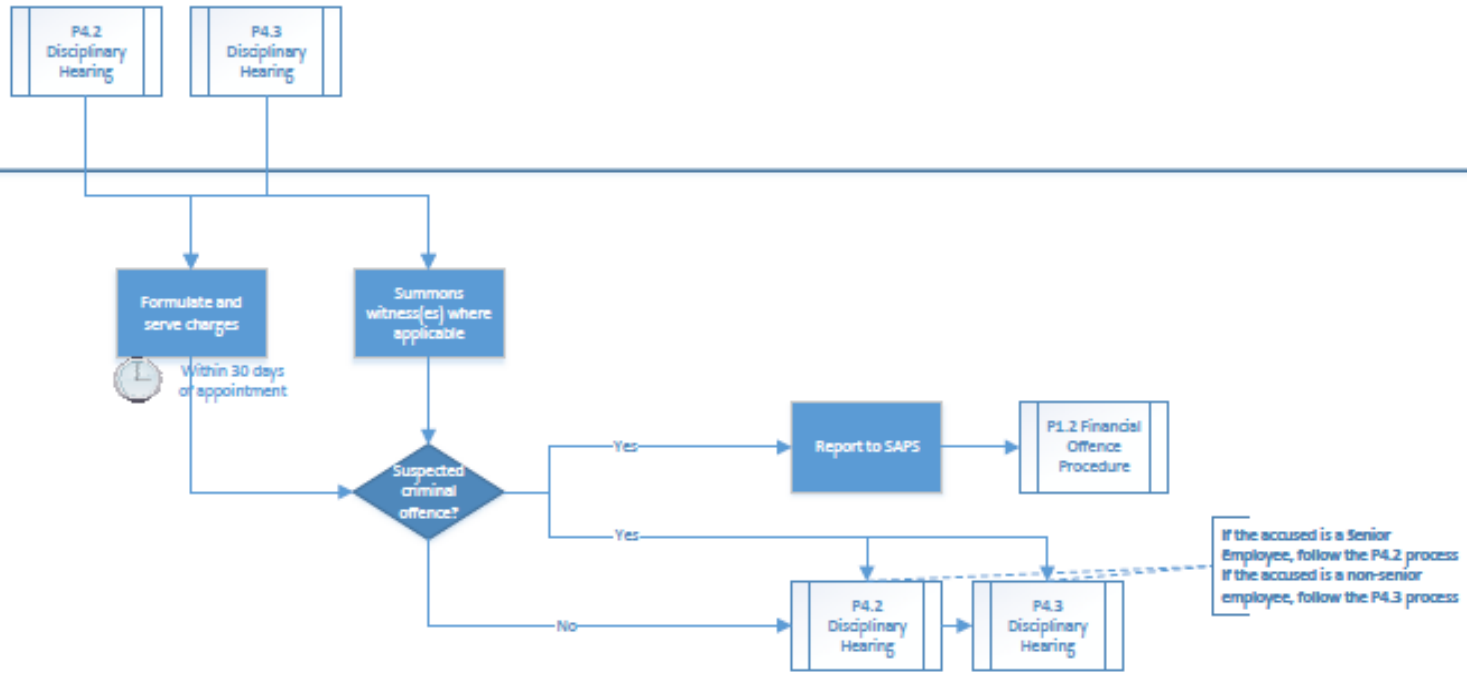 P4.2
Disciplinary
Hearing
P4.3
Disciplinary
Hearing
Formulate and
serve charges
Summons
witness(es) where
applicable
Within 30 days
of appointment
Suspected
criminal
offence?
Yes
Report to SAPS
P1.2 Financial
Offence
Procedure
Yes
If the accused is a Senior
Employee, follow the P4.2 process
If the accused is a non-senior
employee, follow the P4.3 process
No
P4.2
Disciplinary
Hearing
P4.3
Disciplinary
Hearing